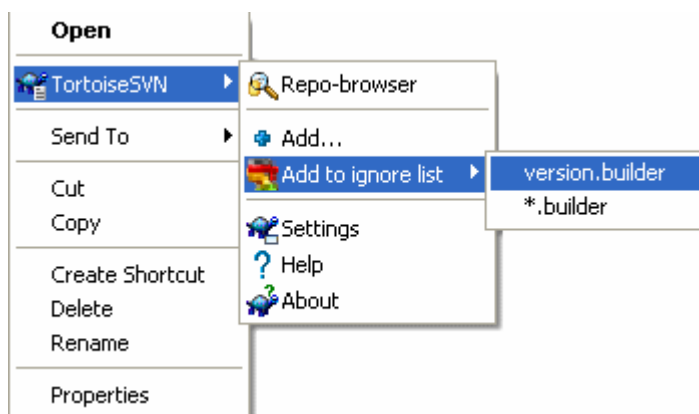 Open
TortoiseSVN
Send To
Cut
Copy
Create Shortcut
Delete
Rename
Properties
Repo-browser
Add...
Add to ignore list
Settings
Help
About
version.builder
*.builder